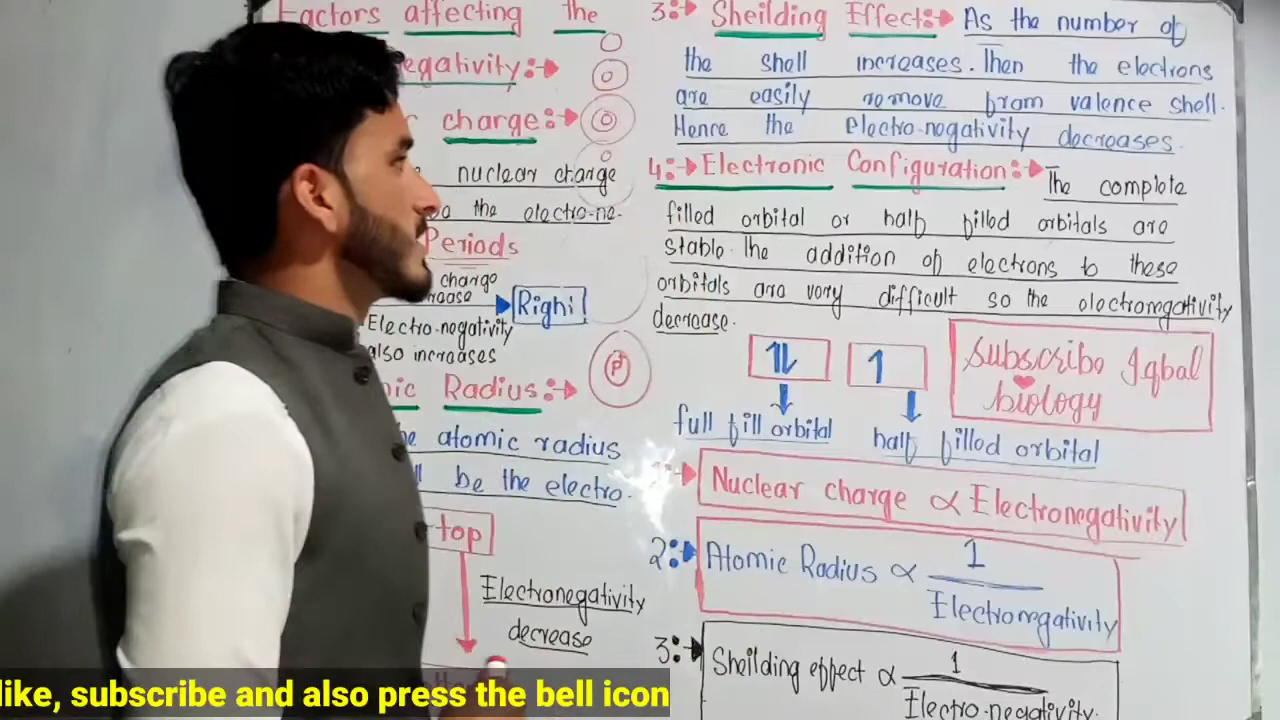 Factors affecting the
egativity:→
charge:→
nuclear charge
the electro-ne-
Periods
charge
Right
Electro-negativity
also increases
Radius:→
the atomic radius
be the electro-
top
Electronegativity
decrease
3:→ Sheilding Effect:→ As the number of
the shell increases. Then the electrons
are easily remove from valence shell.
Hence the Electro-negativity decreases.
4:→ Electronic Configuration:→ The complete
filled orbital or half filled orbitals are
stable. The addition of electrons to these
orbitals are very difficult so the electronegativity
decrease.
1L 1
full fill orbital
half filled orbital
Subscribe Iqbal
biology
Nuclear charge ∝ Electronegativity
2:→ Atomic Radius ∝ 1
Electronegativity
3:→ Sheilding effect ∝ 1
Electro-negativity.
like, subscribe and also press the bell icon